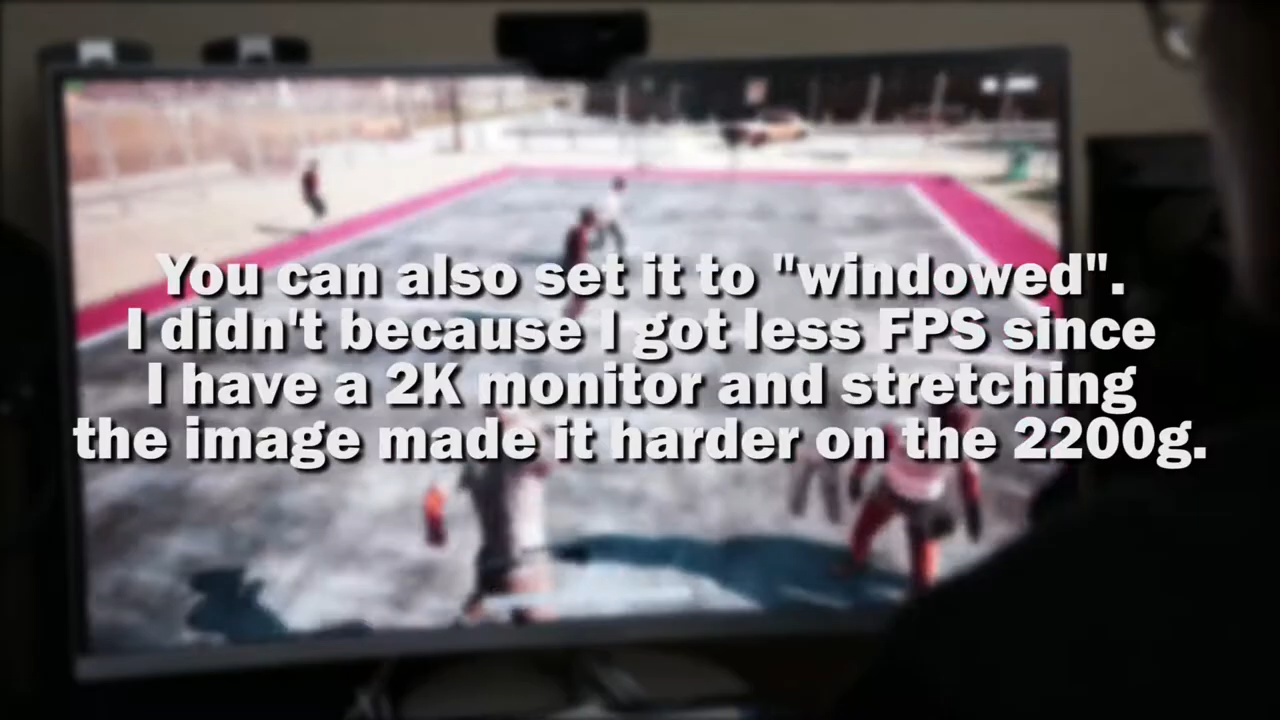 You can also set it to "windowed".
I didn't because I got less FPS since
I have a 2K monitor and stretching
the image made it harder on the 2200g.